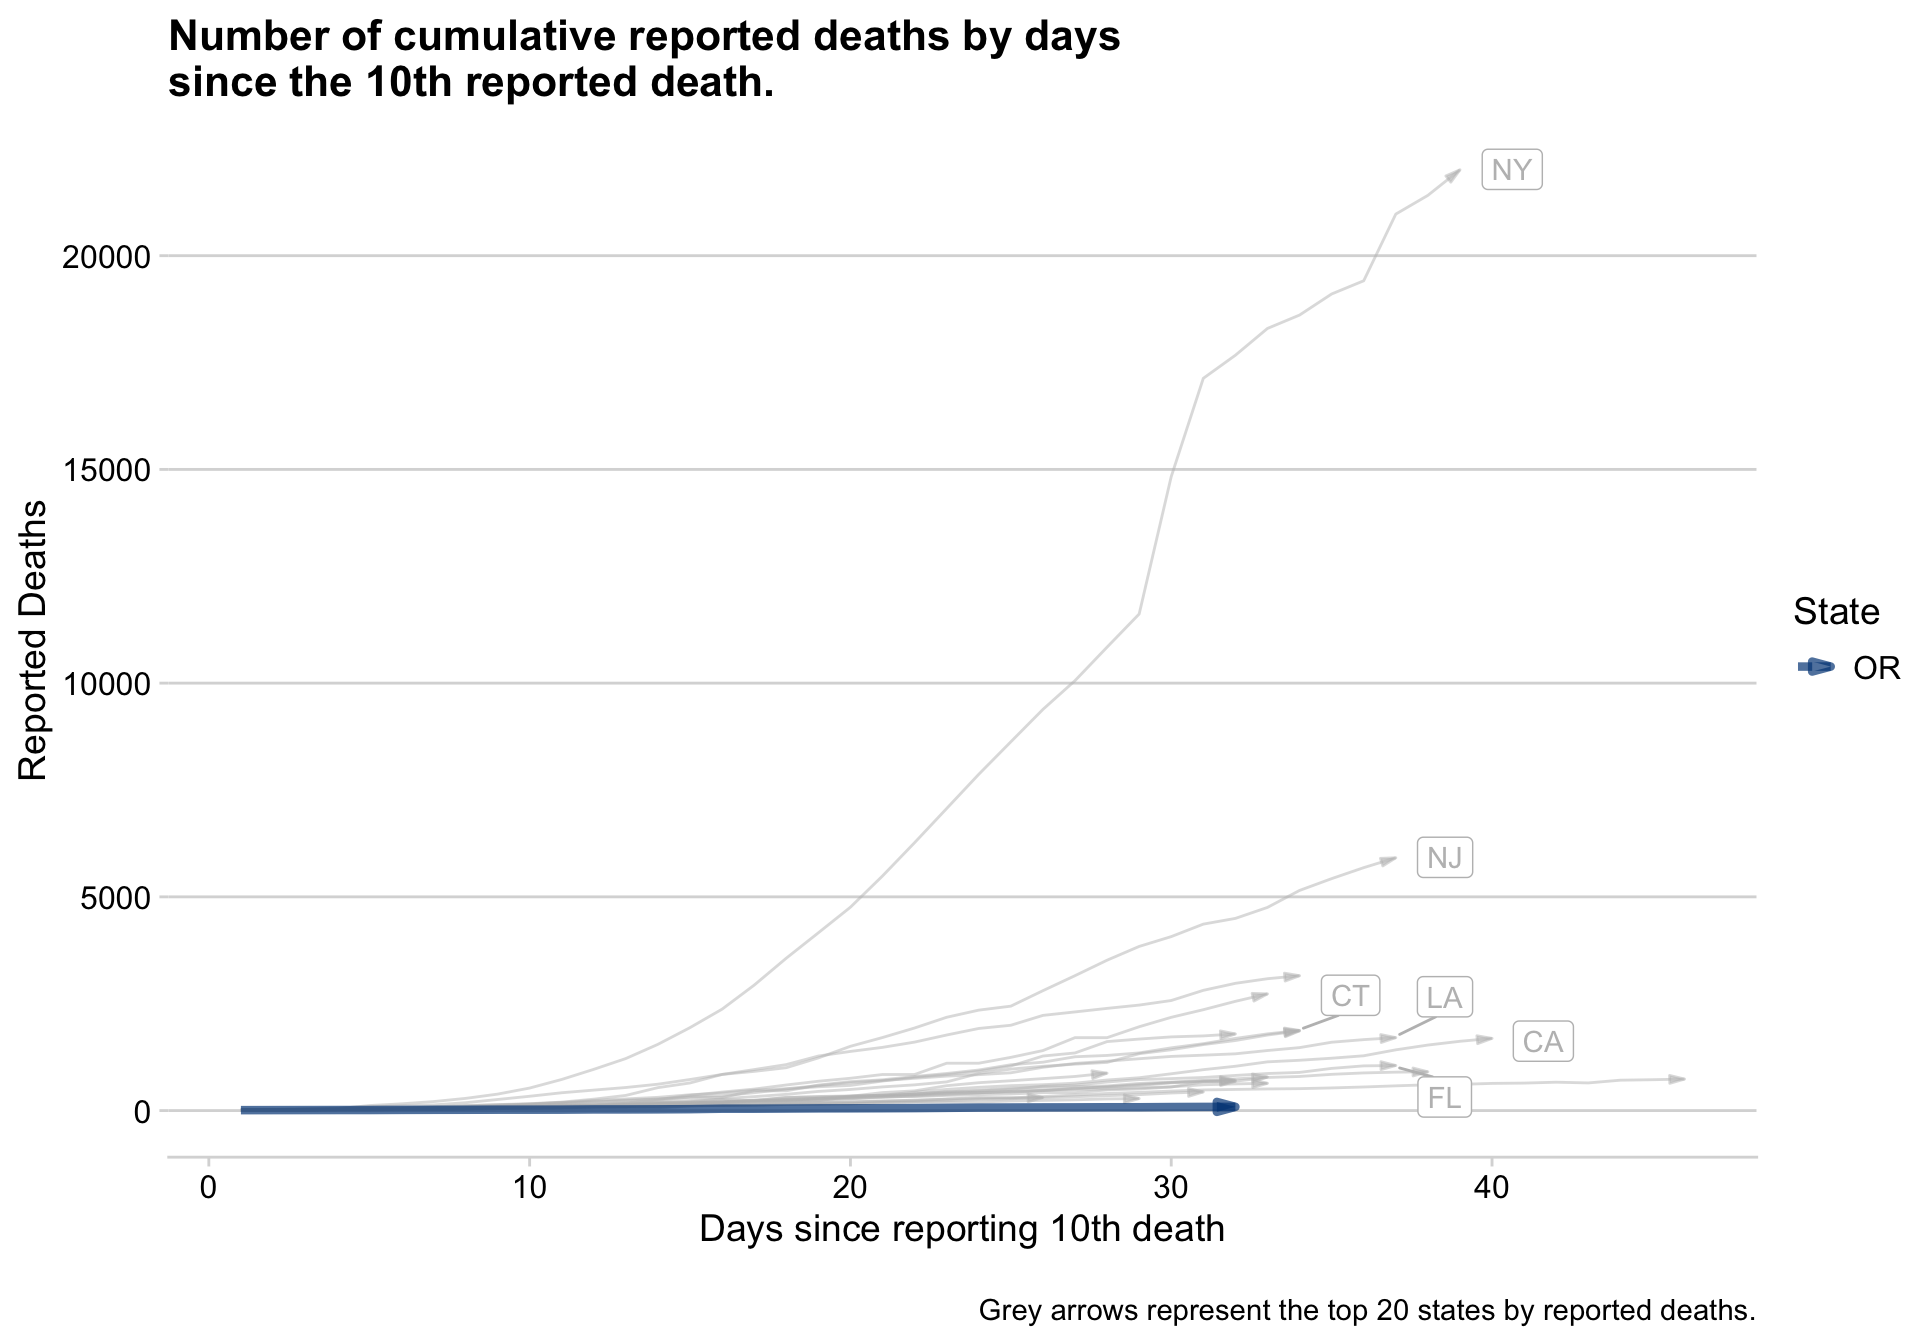 Number of cumulative reported deaths by days
since the 10th reported death.
NY
20000
15000
Reported Deaths
State
OR
10000
NJ
5000
CT
LA
CA
FL
0
0 10 20 30 40
Days since reporting 10th death
Grey arrows represent the top 20 states by reported deaths.